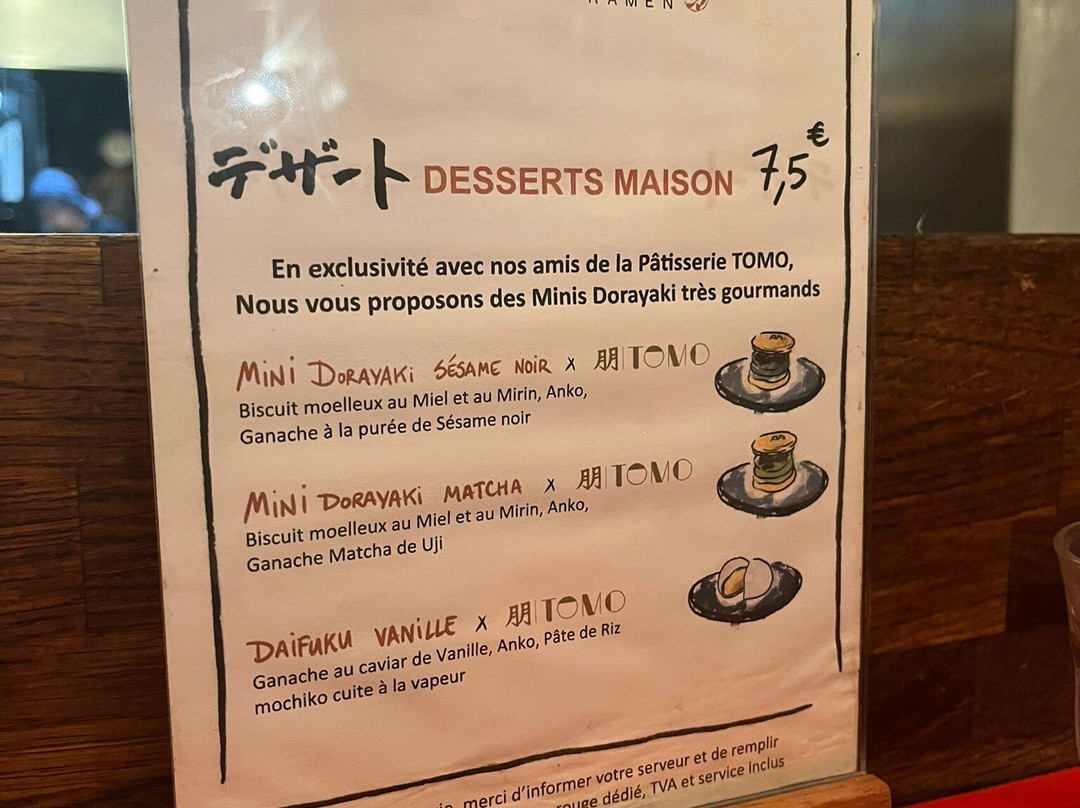 RAMEN
デザート DESSERTS MAISON 7,5€
En exclusivité avec nos amis de la Pâtisserie TOMO,
Nous vous proposons des Minis Dorayaki très gourmands
MINI DORAYAKI SÉSAME NOIR X 朋|TOMO
Biscuit moelleux au Miel et au Mirin, Anko,
Ganache à la purée de Sésame noir
MINI DORAYAKI MATCHA X 朋|TOMO
Biscuit moelleux au Miel et au Mirin, Anko,
Ganache Matcha de Uji
DAIFUKU VANILLE X 朋|TOMO
Ganache au caviar de Vanille, Anko, Pâte de Riz
mochiko cuite à la vapeur
merci d'informer votre serveur et de remplir
dédié, TVA et service Inclus